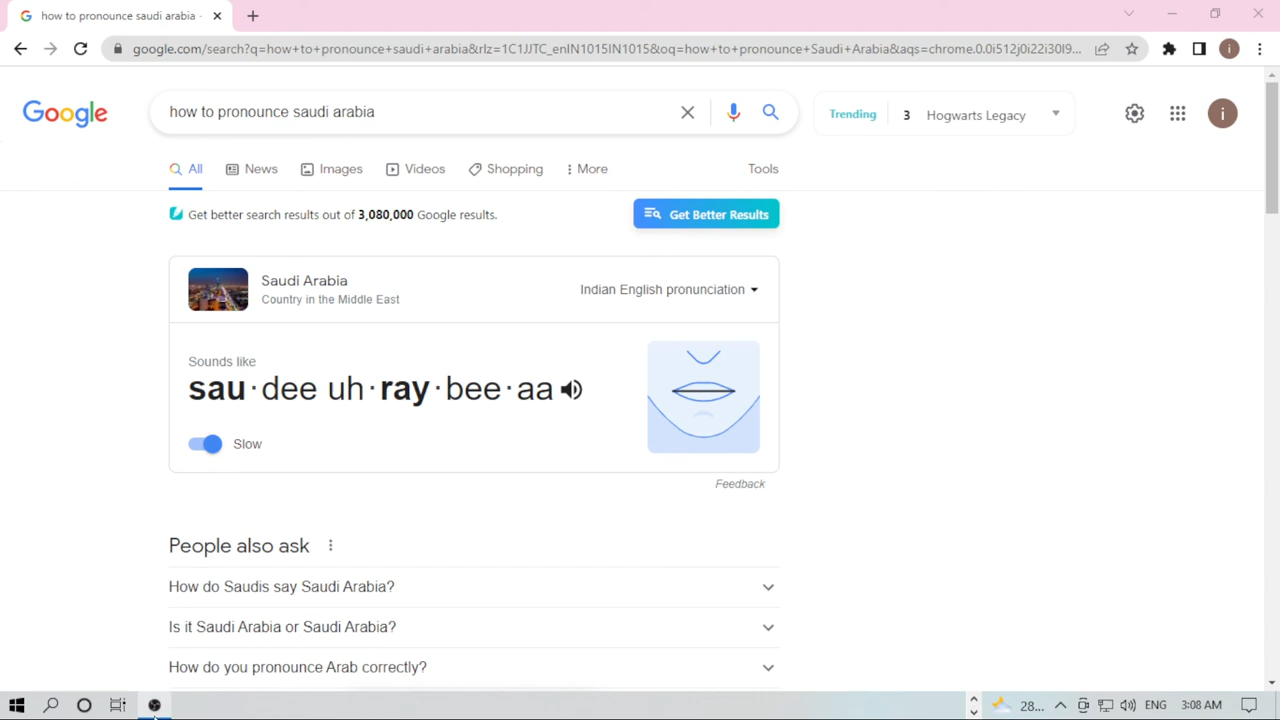 how to pronounce saudi arabia -
google.com/search?q=how+to+pronounce+saudi+arabia&rlz=1C1JJTC_enIN1015IN1015&oq=how+to+pronounce+Saudi+Arabia&aqs=chrome.0.0i512j0i22i30l9...
i
Google
how to pronounce saudi arabia
Trending 3 Hogwarts Legacy
i
All News Images Videos Shopping More Tools
Get better search results out of 3,080,000 Google results.
Get Better Results
Saudi Arabia
Country in the Middle East
Indian English pronunciation
Sounds like
sau·dee uh·ray·bee·aa
Slow
Feedback
People also ask
How do Saudis say Saudi Arabia?
Is it Saudi Arabia or Saudi Arabia?
How do you pronounce Arab correctly?
28... ENG 3:08 AM